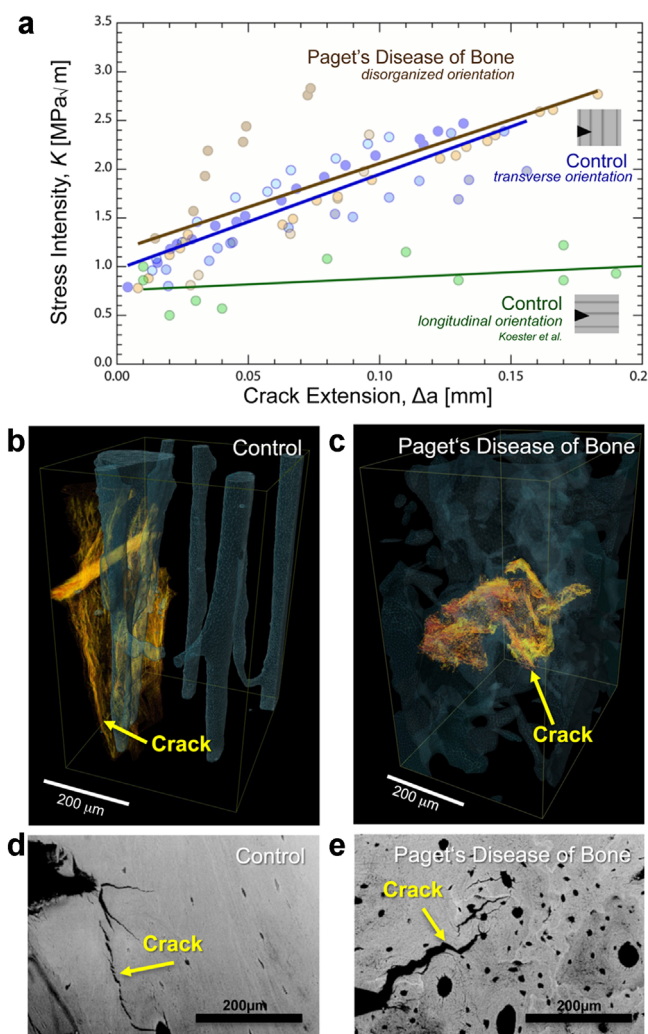 a
3.5
3.0
2.5
2.0
1.5
1.0
0.5
0.0
Stress Intensity, K [MPa√m]
Paget's Disease of Bone
disorganized orientation
Control
transverse orientation
Control
longitudinal orientation
Koester et al.
0.00
0.05
0.10
0.15
0.2
Crack Extension, Δa [mm]
b
Control
Crack
200 μm
c
Paget‘s Disease of Bone
Crack
200 μm
d
Control
Crack
200μm
e
Paget‘s Disease of Bone
Crack
200μm